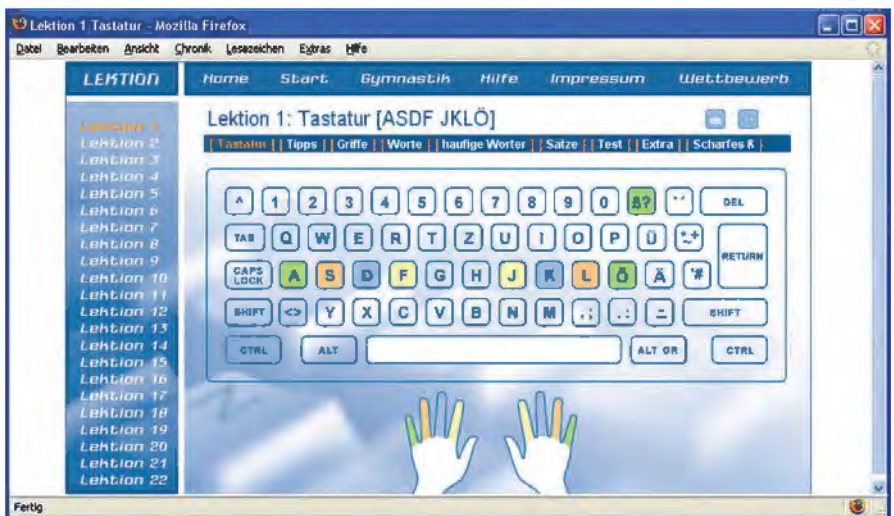 Lektion 1 Tastatur - Mozilla Firefox
Datei Bearbeiten Ansicht Chronik Lesezeichen Extras Hilfe
LEKTION Home Start Gymnastik Hilfe Impressum Wettbewerb
Lektion 1: Tastatur [ASDF JKLÖ]
[ Tastatur ] [ Tipps ] [ Griffe ] [ Worte ] [ haufige Worter ] [ Satze ] [ Test ] [ Extra ] [ Scharfes ß ]
Lektion 1
Lektion 2
Lektion 3
Lektion 4
Lektion 5
Lektion 6
Lektion 7
Lektion 8
Lektion 9
Lektion 10
Lektion 11
Lektion 12
Lektion 13
Lektion 14
Lektion 15
Lektion 16
Lektion 17
Lektion 18
Lektion 19
Lektion 20
Lektion 21
Lektion 22
^ 1 2 3 4 5 6 7 8 9 0 ß? DEL
TAB Q W E R T Z U I O P Ü *+ RETURN
CAPS LOCK A S D F G H J K L Ö Ä '#
SHIFT <> Y X C V B N M ,; .: - SHIFT
CTRL ALT ALT GR CTRL
Fertig